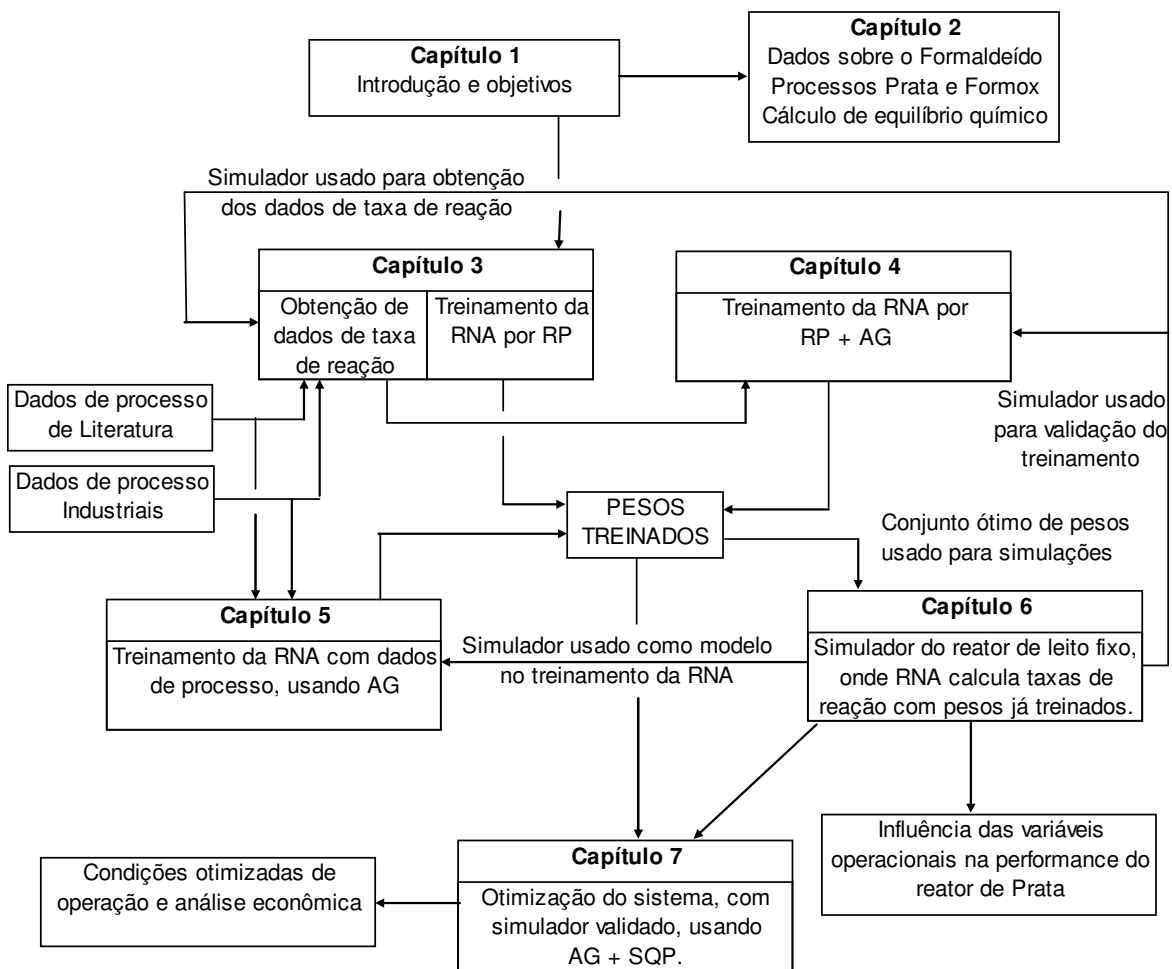 Capítulo 1
Introdução e objetivos
Capítulo 2
Dados sobre o Formaldeído
Processos Prata e Formox
Cálculo de equilíbrio químico
Simulador usado para obtenção
dos dados de taxa de reação
Capítulo 3
Obtenção de
dados de taxa
de reação
Treinamento da
RNA por RP
Capítulo 4
Treinamento da RNA por
RP + AG
Dados de processo
de Literatura
Dados de processo
Industriais
Simulador usado
para validação do
treinamento
PESOS
TREINADOS
Conjunto ótimo de pesos
usado para simulações
Capítulo 5
Treinamento da RNA com dados
de processo, usando AG
Simulador usado como modelo
no treinamento da RNA
Capítulo 6
Simulador do reator de leito fixo,
onde RNA calcula taxas de
reação com pesos já treinados.
Influência das variáveis
operacionais na performance do
reator de Prata
Capítulo 7
Otimização do sistema, com
simulador validado, usando
AG + SQP.
Condições otimizadas de
operação e análise econômica